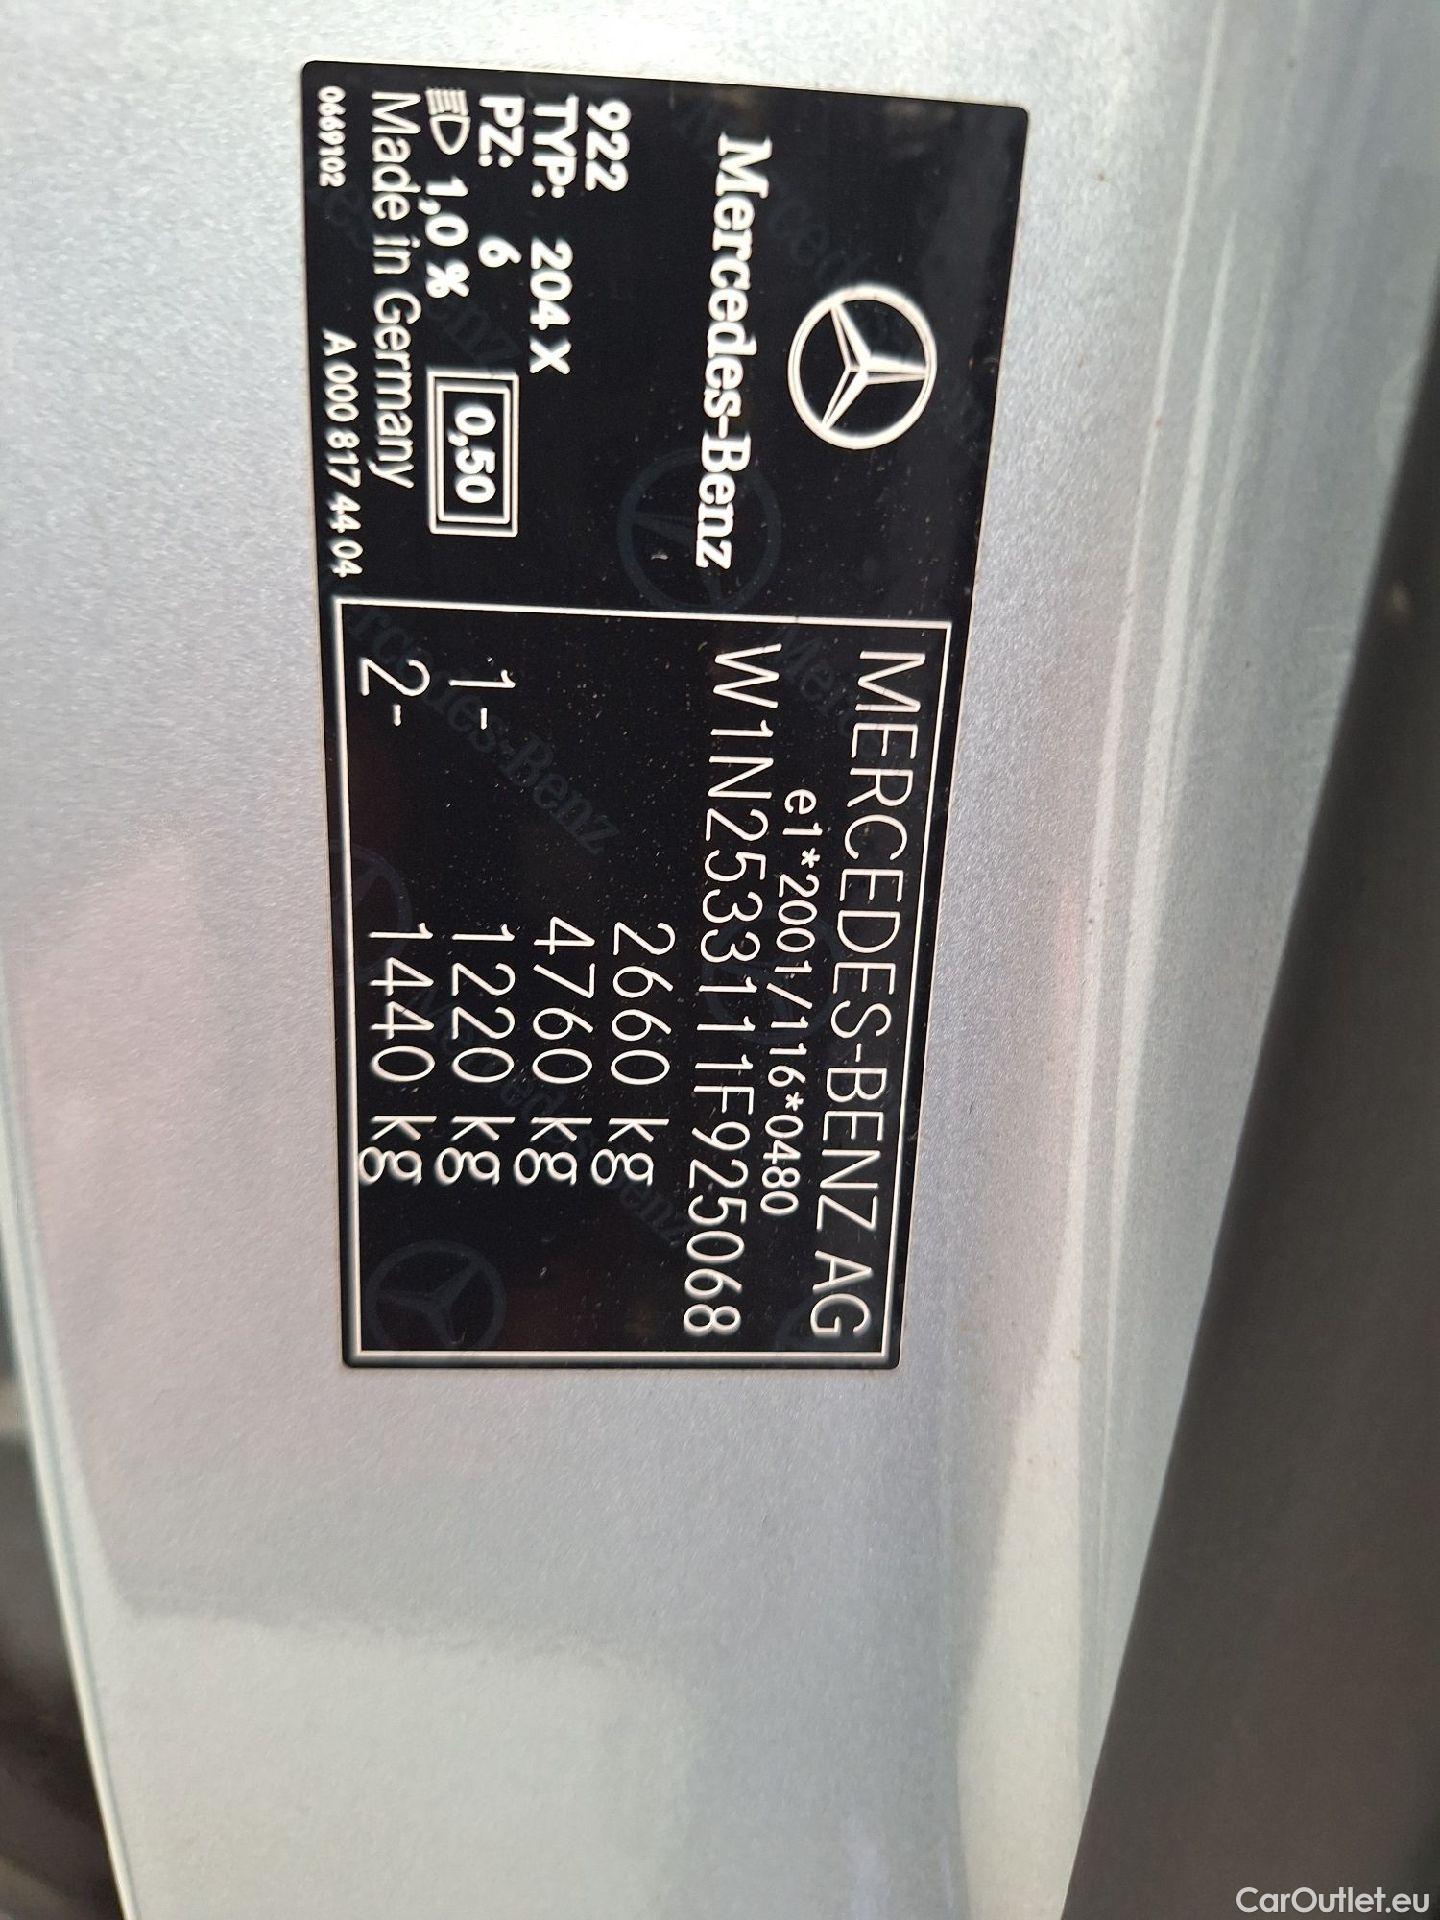 Mercedes-Benz
922
TYP: 204 X
PZ: 6
1,0 %
0,50
Made in Germany
0669102
A 000 817 44 04
MERCEDES-BENZ AG
e1*2001/116*0480
W1N2533111F925068
2660 kg
4760 kg
1- 1220 kg
2- 1440 kg
CarOutlet.eu